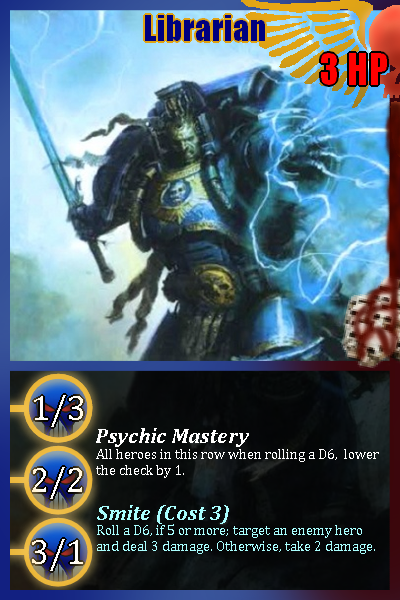 Librarian
3 HP
1/3
Psychic Mastery
All heroes in this row when rolling a D6, lower
the check by 1.
2/2
Smite (Cost 3)
Roll a D6, if 5 or more; target an enemy hero
and deal 3 damage. Otherwise, take 2 damage.
3/1